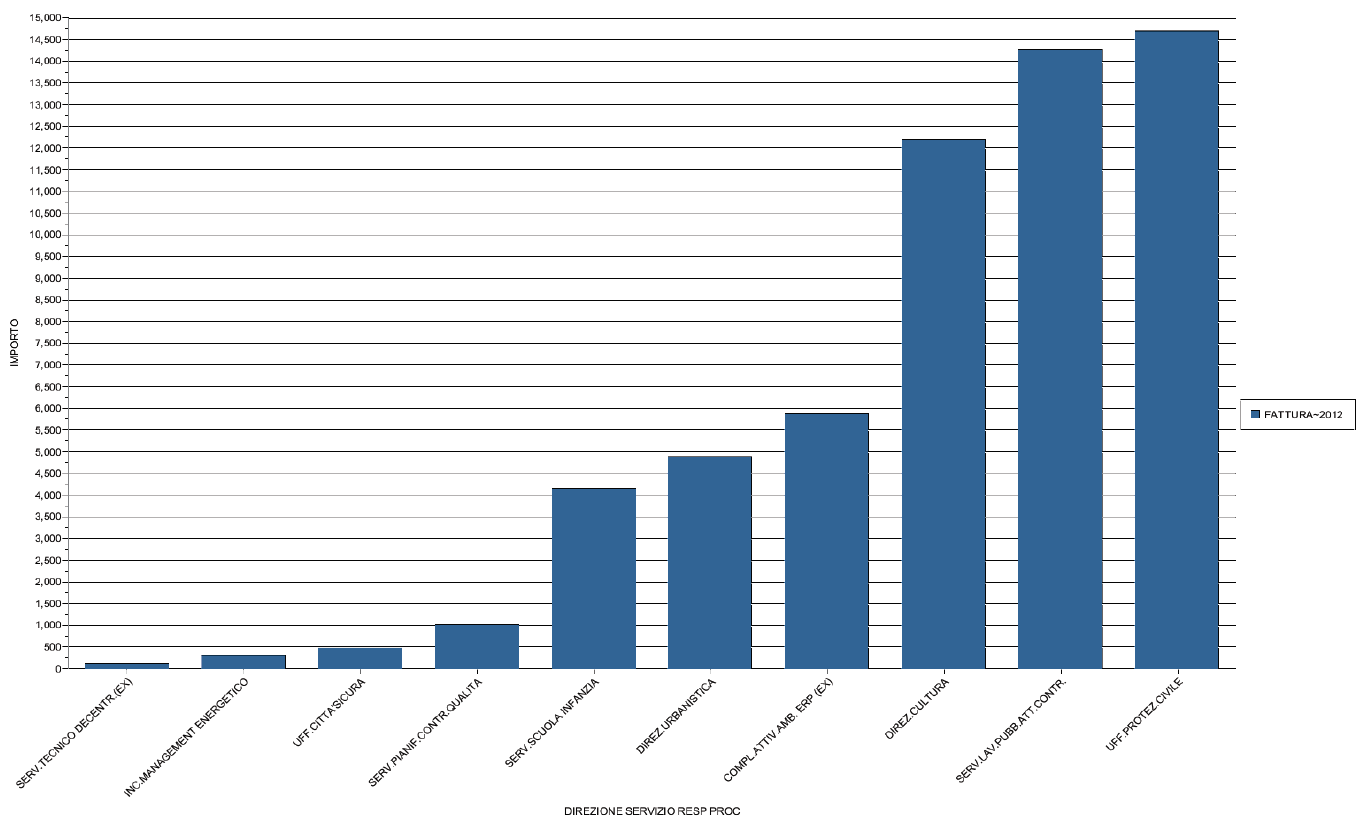 15,000
14,500
14,000
13,500
13,000
12,500
12,000
11,500
11,000
10,500
10,000
9,500
9,000
8,500
8,000
7,500
7,000
6,500
6,000
5,500
5,000
4,500
4,000
3,500
3,000
2,500
2,000
1,500
1,000
500
0
IMPORTO
SERV.TECNICO DECENTR.(EX)
INC.MANAGEMENT ENERGETICO
UFF.CITTA'SICURA
SERV.PIANIF.CONTR.QUALITA
SERV.SCUOLA INFANZIA
DIREZ.URBANISTICA
COMPL.ATTIV.AMB. ERP (EX)
DIREZ.CULTURA
SERV.LAV.PUBB.ATT.CONTR.
UFF.PROTEZ.CIVILE
DIREZIONE SERVIZIO RESP PROC
FATTURA~2012